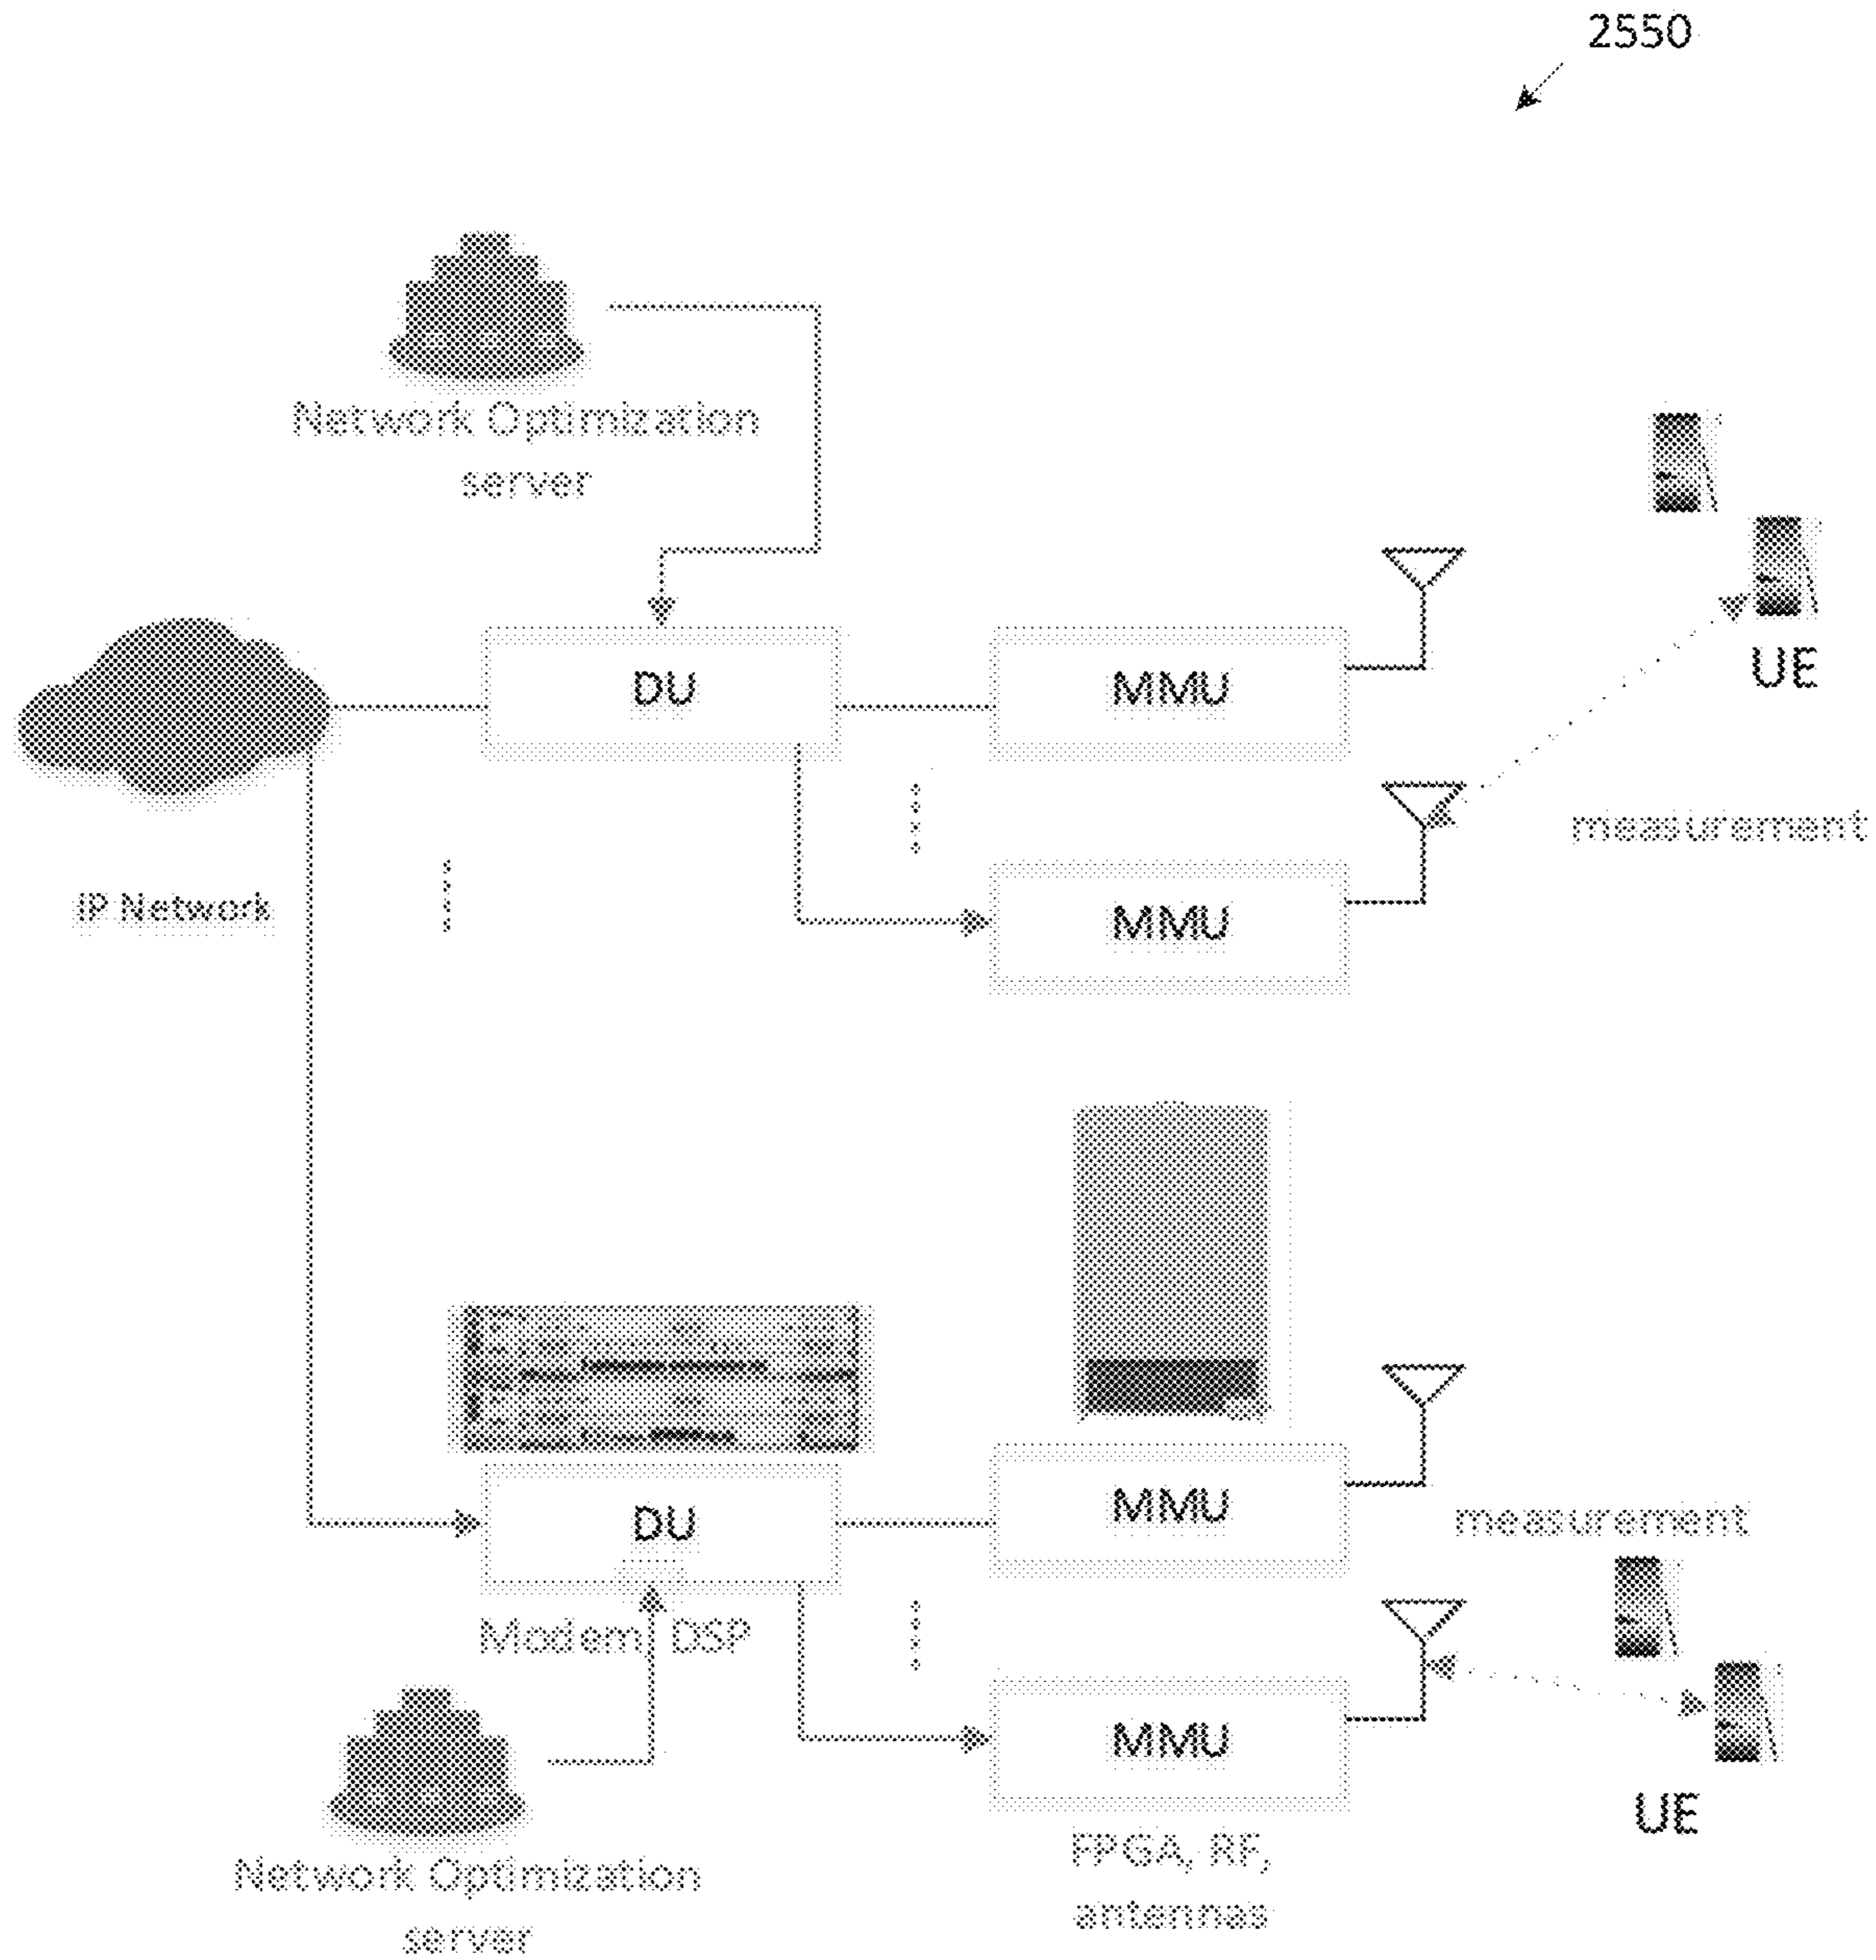 2550
Network Optimization
server
DU
MMU
UE
measurement
IP Network
MMU
DU
MMU
measurement
Modem, DSP
MMU
UE
Network Optimization
server
FPGA, RF,
antennas